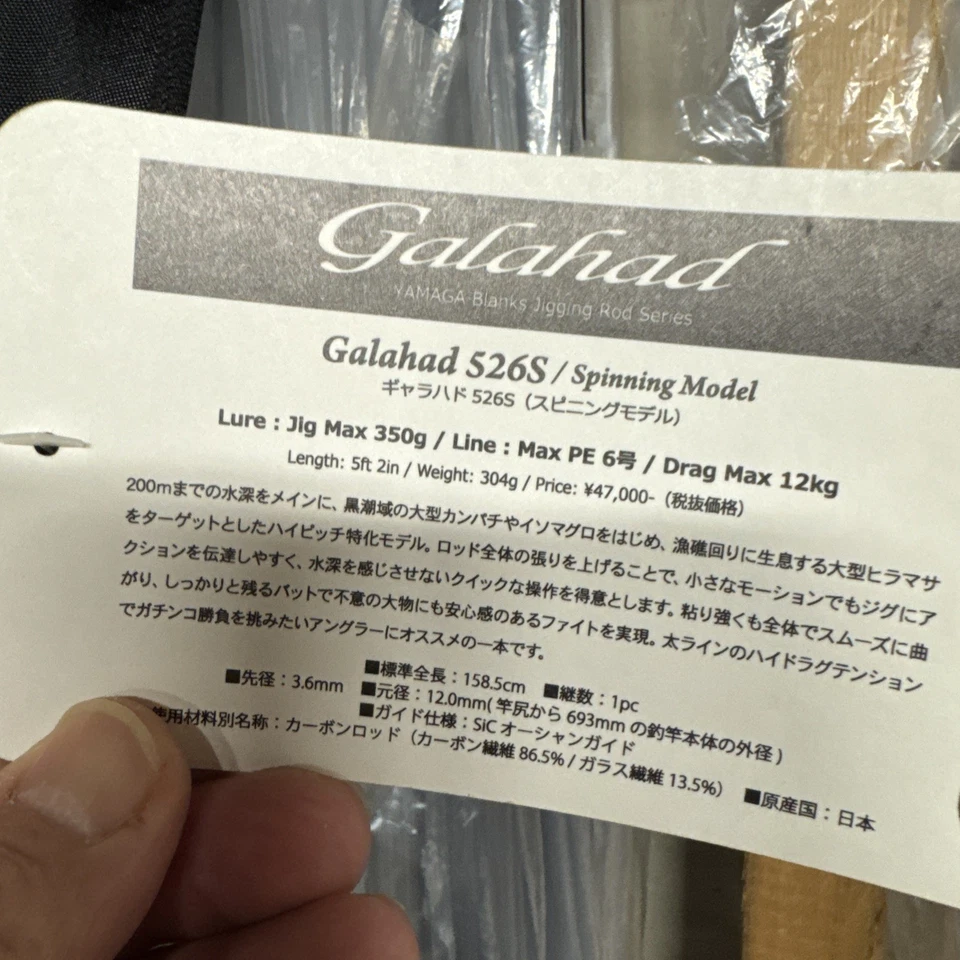 Galahad
YAMAGA Blanks Jigging Rod Series
Galahad 526S / Spinning Model
ギャラハド 526S（スピニングモデル）
Lure : Jig Max 350g / Line : Max PE 6号 / Drag Max 12kg
Length: 5ft 2in / Weight: 304g / Price: ¥47,000-（税抜価格）
200mまでの水深をメインに、黒潮域の大型カンパチやイソマグロをはじめ、漁礁回りに生息する大型ヒラマサ
をターゲットとしたハイピッチ特化モデル。ロッド全体の張りを上げることで、小さなモーションでもジグにア
クションを伝達しやすく、水深を感じさせないクイックな操作を得意とします。粘り強くも全体でスムーズに曲
がり、しっかりと残るバットで不意の大物にも安心感のあるファイトを実現。太ラインのハイドラグテンション
でガチンコ勝負を挑みたいアングラーにオススメの一本です。
■標準全長：158.5cm ■継数：1pc
■先径：3.6mm ■元径：12.0mm( 竿尻から 693mm の釣竿本体の外径 )
■ガイド仕様：SiC オーシャンガイド
使用材料別名称：カーボンロッド（カーボン繊維 86.5% / ガラス繊維 13.5%）
■原産国：日本